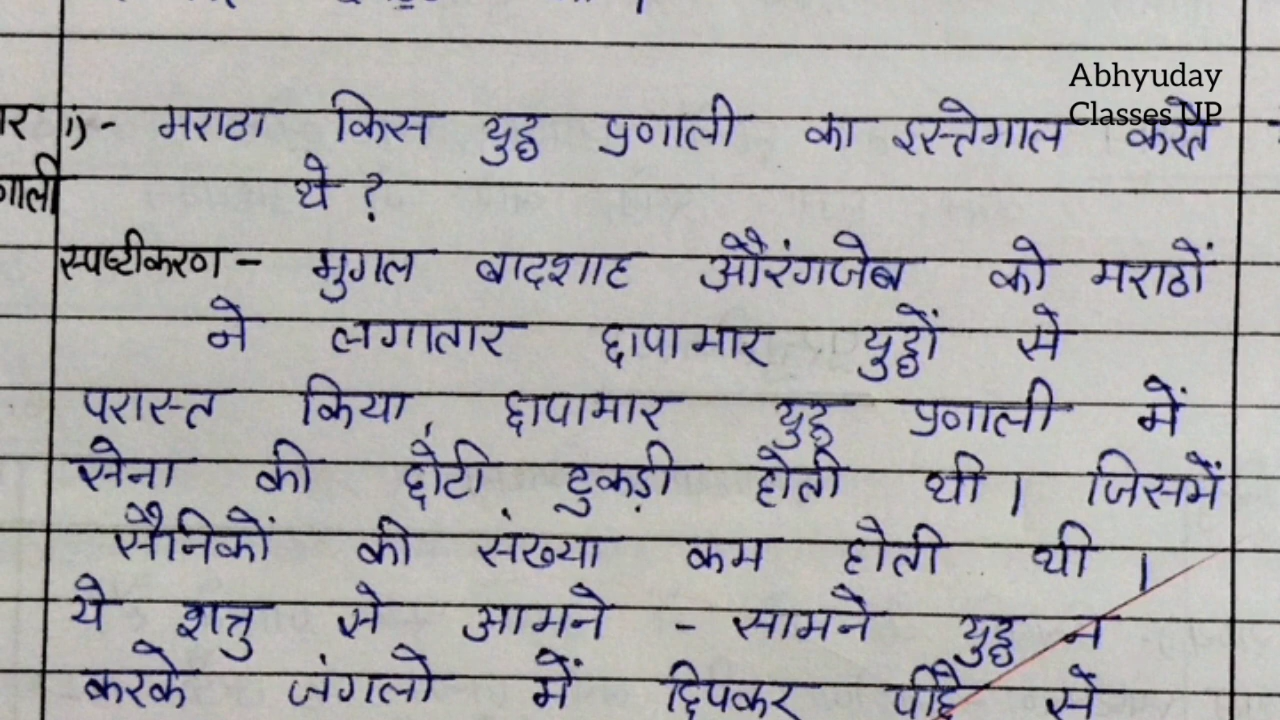 Abhyuday
Classes UP
ार 1)- मराठा किस युद्ध प्रणाली का इस्तेगाल करते
णाली थे ?
स्पष्टीकरण - मुगल बादशाह औरंगजेब को मराठों
ने लगातार छापामार युद्धों से
परास्त किया, छापामार युद्ध प्रणाली में
सेना की छोटी टुकड़ी होती थी । जिसमें
सैनिकों की संख्या कम होती थी ।
ये शत्रु से आमने - सामने युद्ध न
करके जंगलो में छिपकर पीछे से